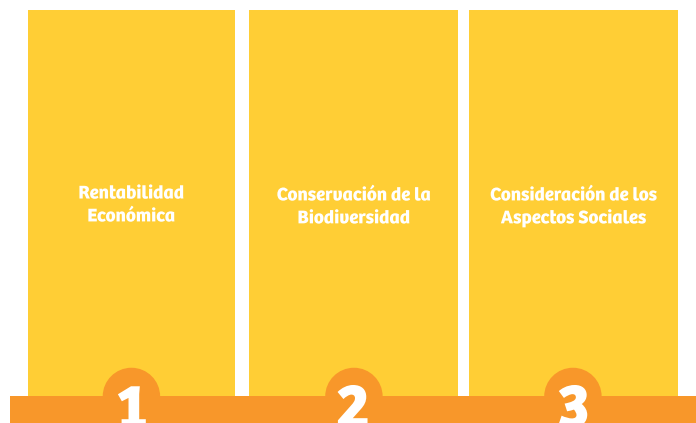 Rentabilidad
Económica
Conservación de la
Biodiversidad
Consideración de los
Aspectos Sociales
1
2
3